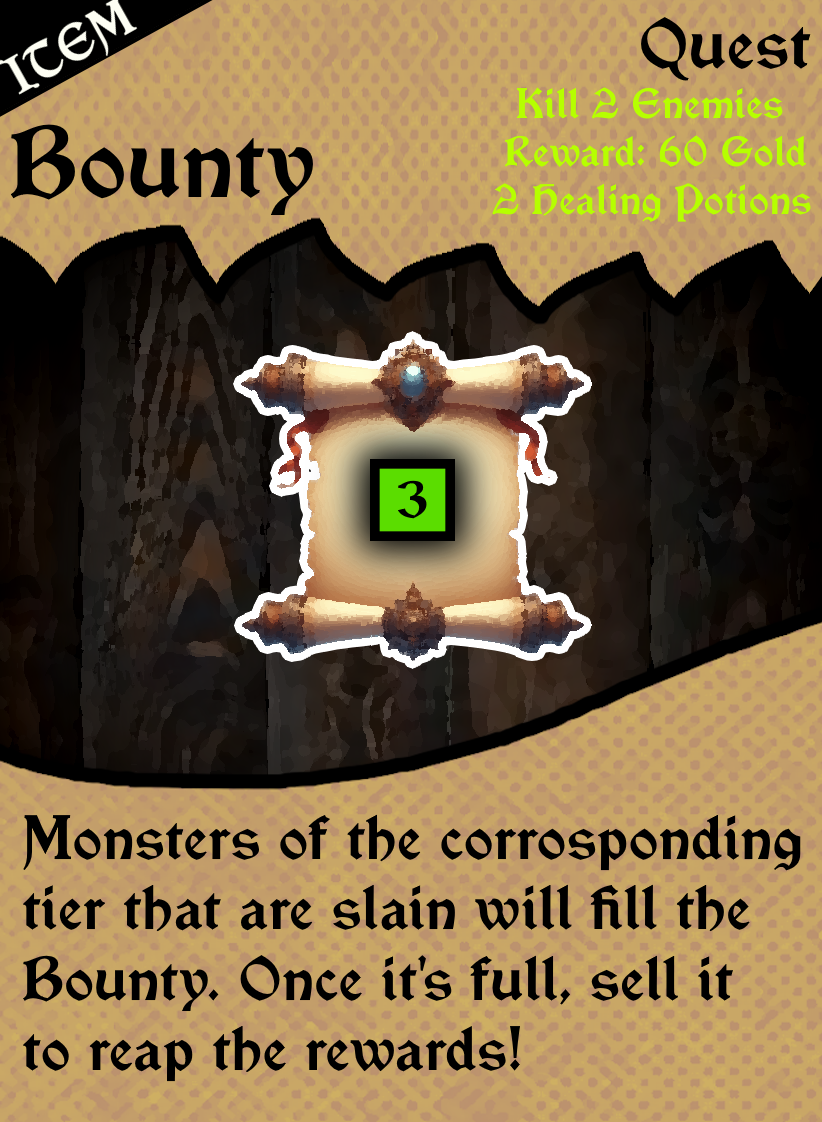 ITEM
Quest
Kill 2 Enemies
Reward: 60 Gold
2 Healing Potions
Bounty
3
Monsters of the corrosponding
tier that are slain will fill the
Bounty. Once it's full, sell it
to reap the rewards!